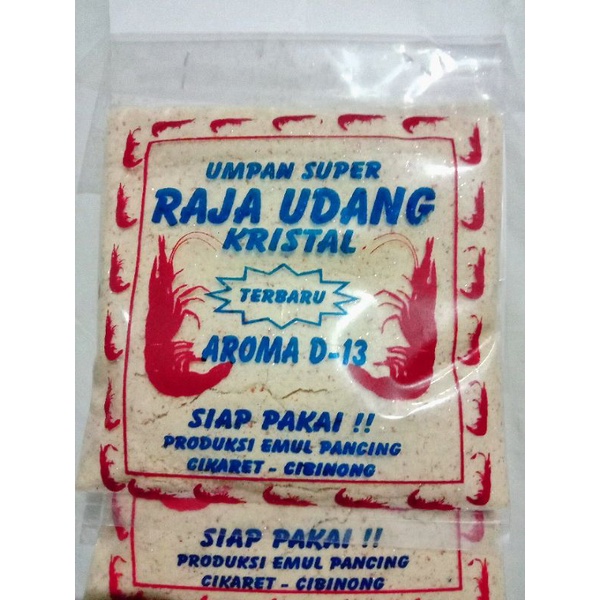 UMPAN SUPER
RAJA UDANG
KRISTAL
TERBARU
AROMA D-13
SIAP PAKAI !!
PRODUKSI EMUL PANCING
CIKARET - CIBINONG
SIAP PAKAI !!
PRODUKSI EMUL PANCING
CIKARET - CIBINONG